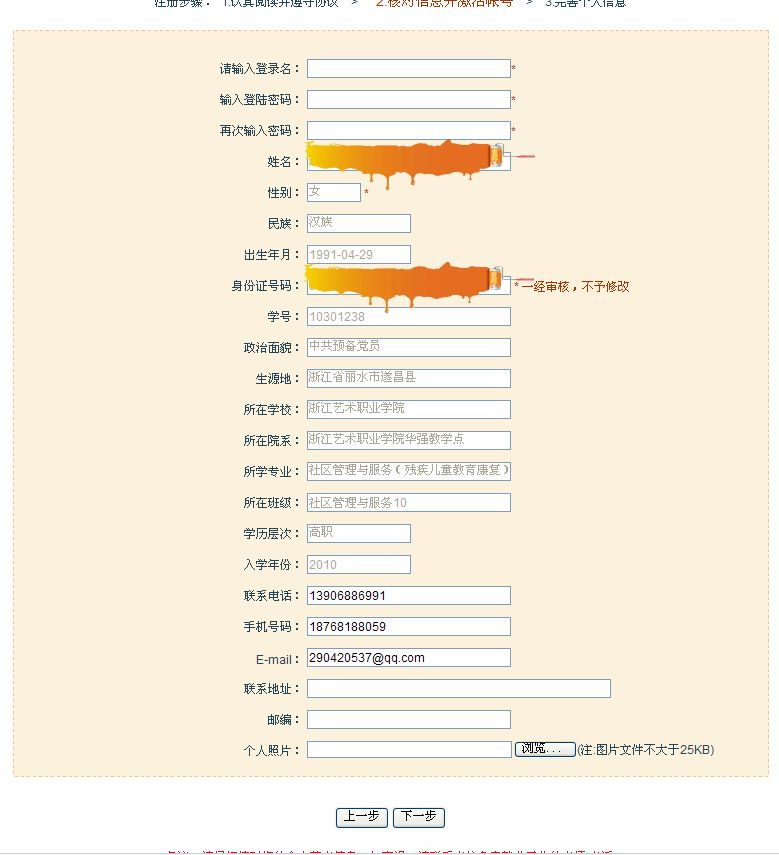 注册步骤： 1.认真阅读并遵守协议 > 2.核对信息并激活帐号 > 3.完善个人信息
请输入登录名： *
输入登陆密码： *
再次输入密码： *
姓名：
性别： 女 *
民族： 汉族
出生年月： 1991-04-29
身份证号码： * 一经审核，不予修改
学号： 10301238
政治面貌： 中共预备党员
生源地： 浙江省丽水市遂昌县
所在学校： 浙江艺术职业学院
所在院系： 浙江艺术职业学院华强教学点
所学专业： 社区管理与服务（残疾儿童教育康复）
所在班级： 社区管理与服务10
学历层次： 高职
入学年份： 2010
联系电话： 13906886991
手机号码： 18768188059
E-mail： 290420537@qq.com
联系地址：
邮编：
个人照片： 浏览... (注:图片文件不大于25KB)
上一步 下一步